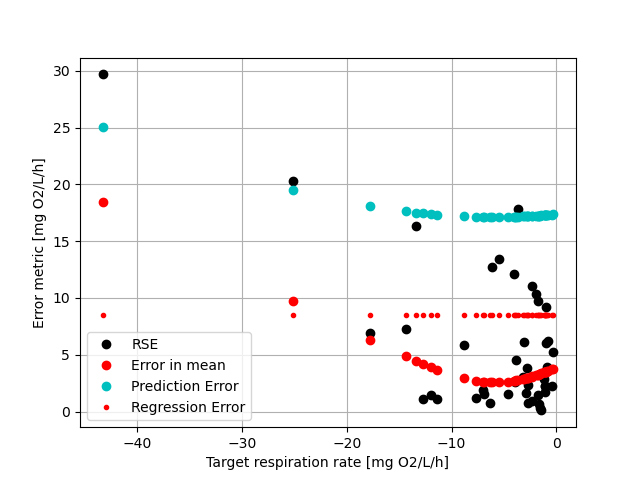 30
25
20
15
10
5
0
Error metric [mg O2/L/h]
RSE
Error in mean
Prediction Error
Regression Error
−40
−30
−20
−10
0
Target respiration rate [mg O2/L/h]